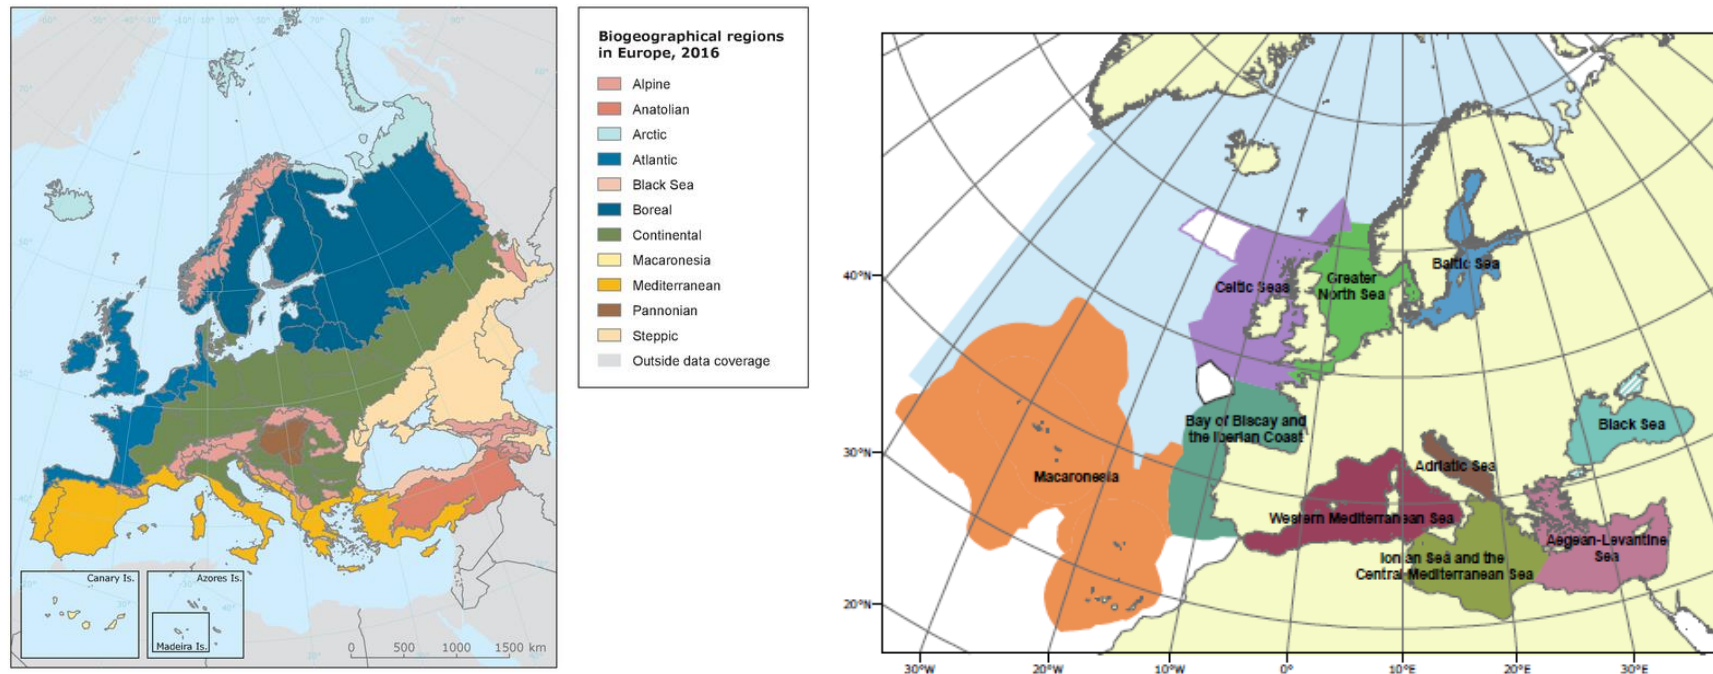 Biogeographical regions
in Europe, 2016
Alpine
Anatolian
Arctic
Atlantic
Black Sea
Boreal
Continental
Macaronesia
Mediterranean
Pannonian
Steppic
Outside data coverage
Canary Is.
Azores Is.
Madeira Is.
0 500 1000 1500 km
Celtic Seas
Greater
North Sea
Baltic Sea
Bay of Biscay and
the Iberian Coast
Black Sea
Macaronesia
Adriatic Sea
Western Mediterranean Sea
Aegean-Levantine
Sea
Ionian Sea and the
Central Mediterranean Sea
40°N
30°N
20°N
30°W 20°W 10°W 0° 10°E 20°E 30°E